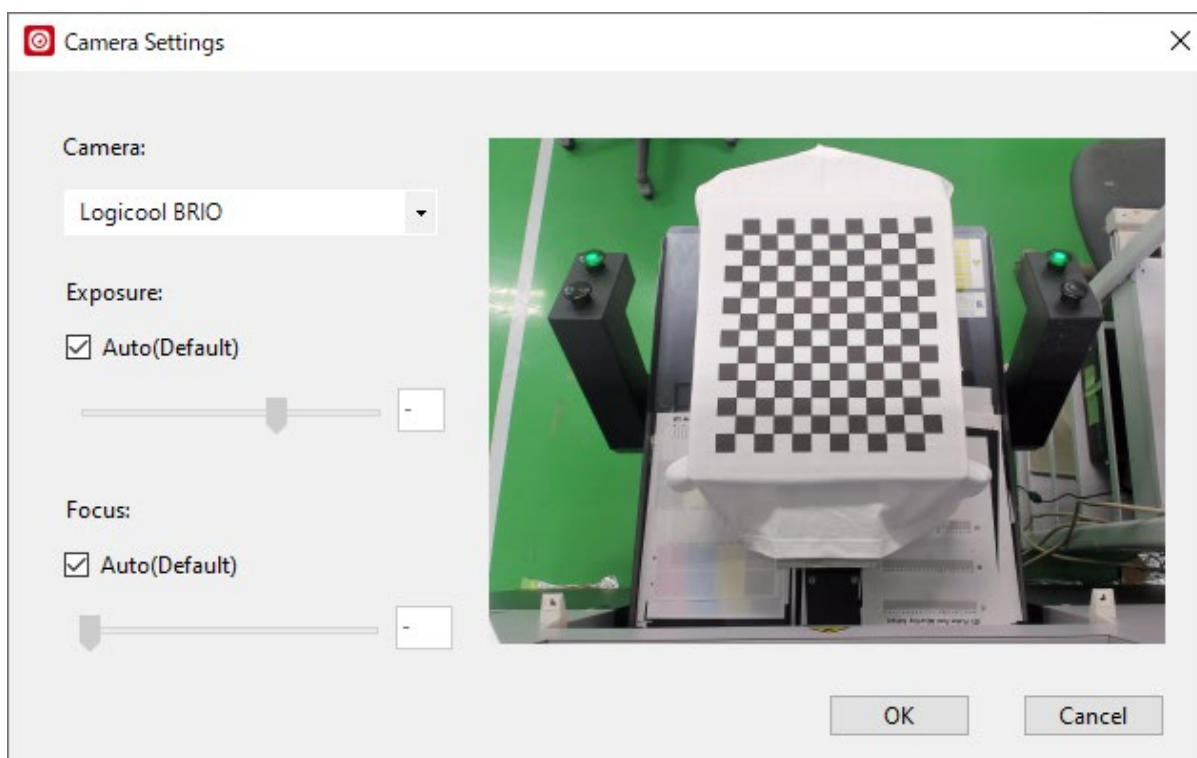 Camera Settings
Camera:
Logicool BRIO
Exposure:
Auto(Default)
-
Focus:
Auto(Default)
-
OK
Cancel